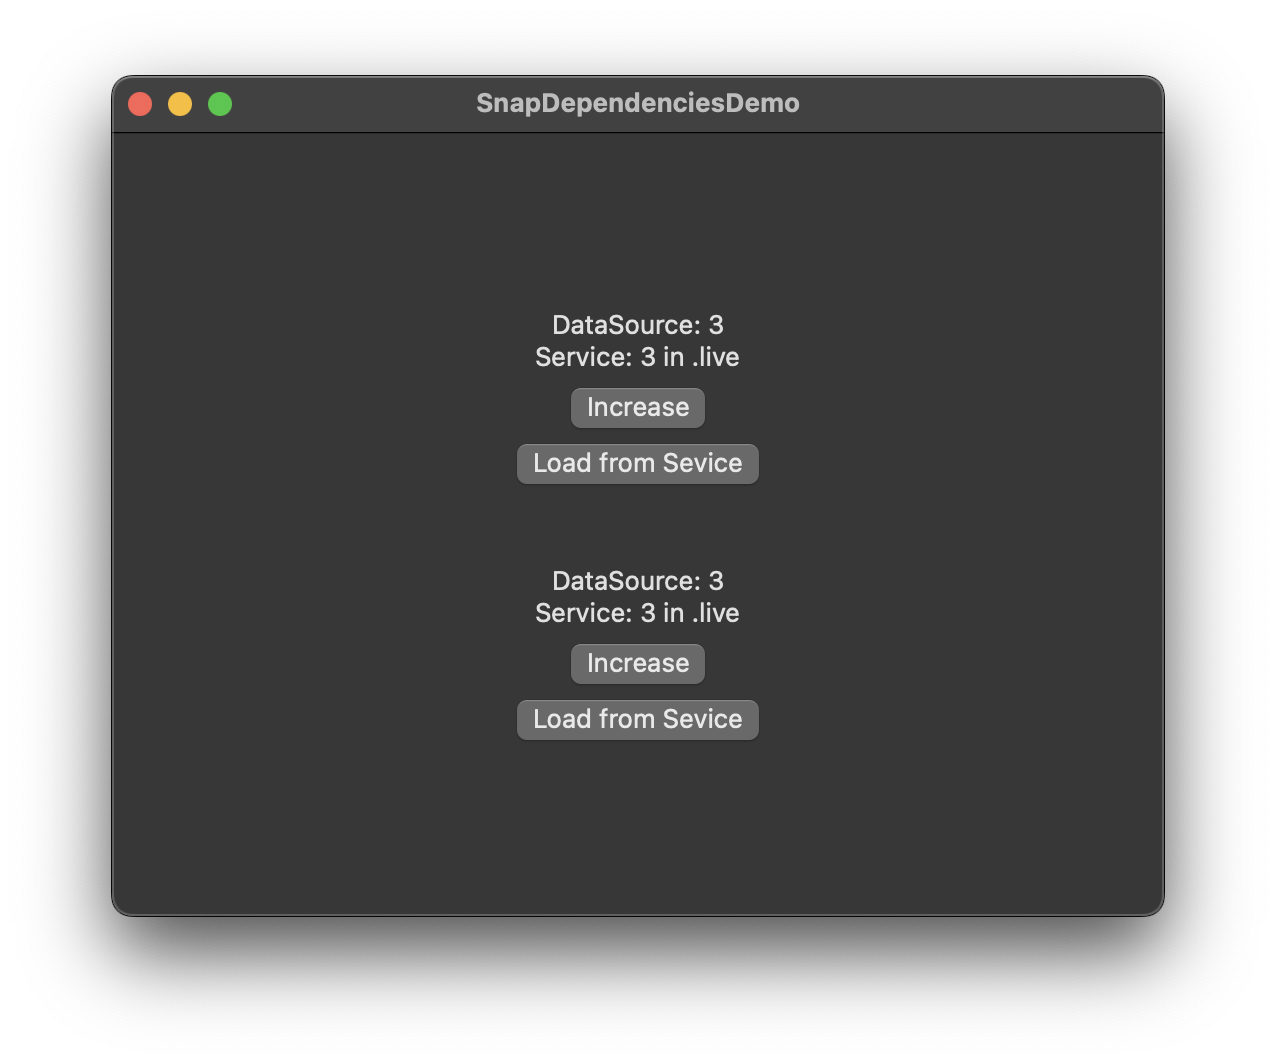 SnapDependenciesDemo
DataSource: 3
Service: 3 in .live
Increase
Load from Sevice
DataSource: 3
Service: 3 in .live
Increase
Load from Sevice